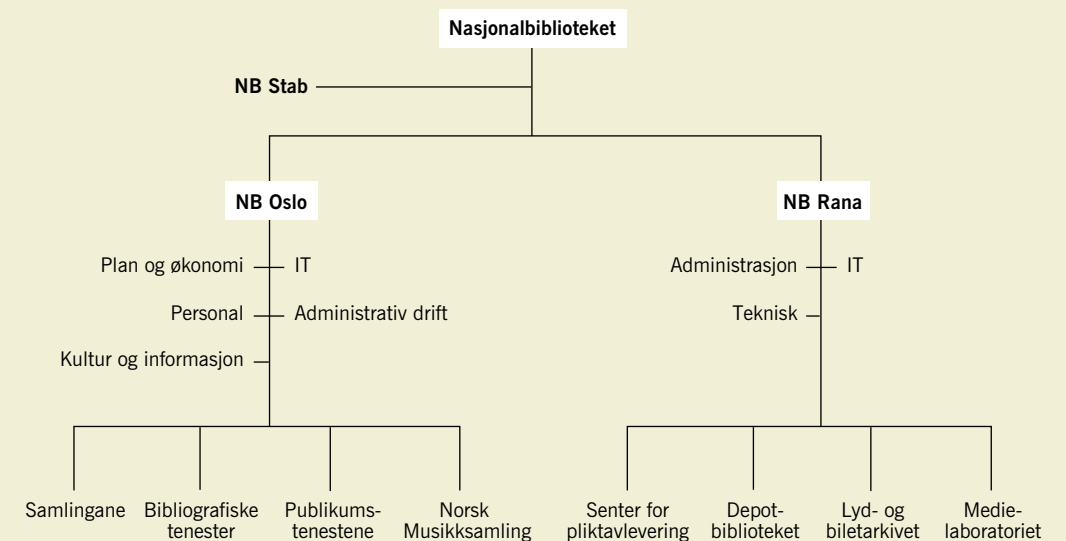 Nasjonalbiblioteket
NB Stab
NB Oslo
NB Rana
Plan og økonomi
IT
Administrasjon
IT
Personal
Administrativ drift
Teknisk
Kultur og informasjon
Samlingane
Bibliografiske
tenester
Publikums-
tenestene
Norsk
Musikksamling
Senter for
pliktavlevering
Depot-
biblioteket
Lyd- og
biletarkivet
Medie-
laboratoriet